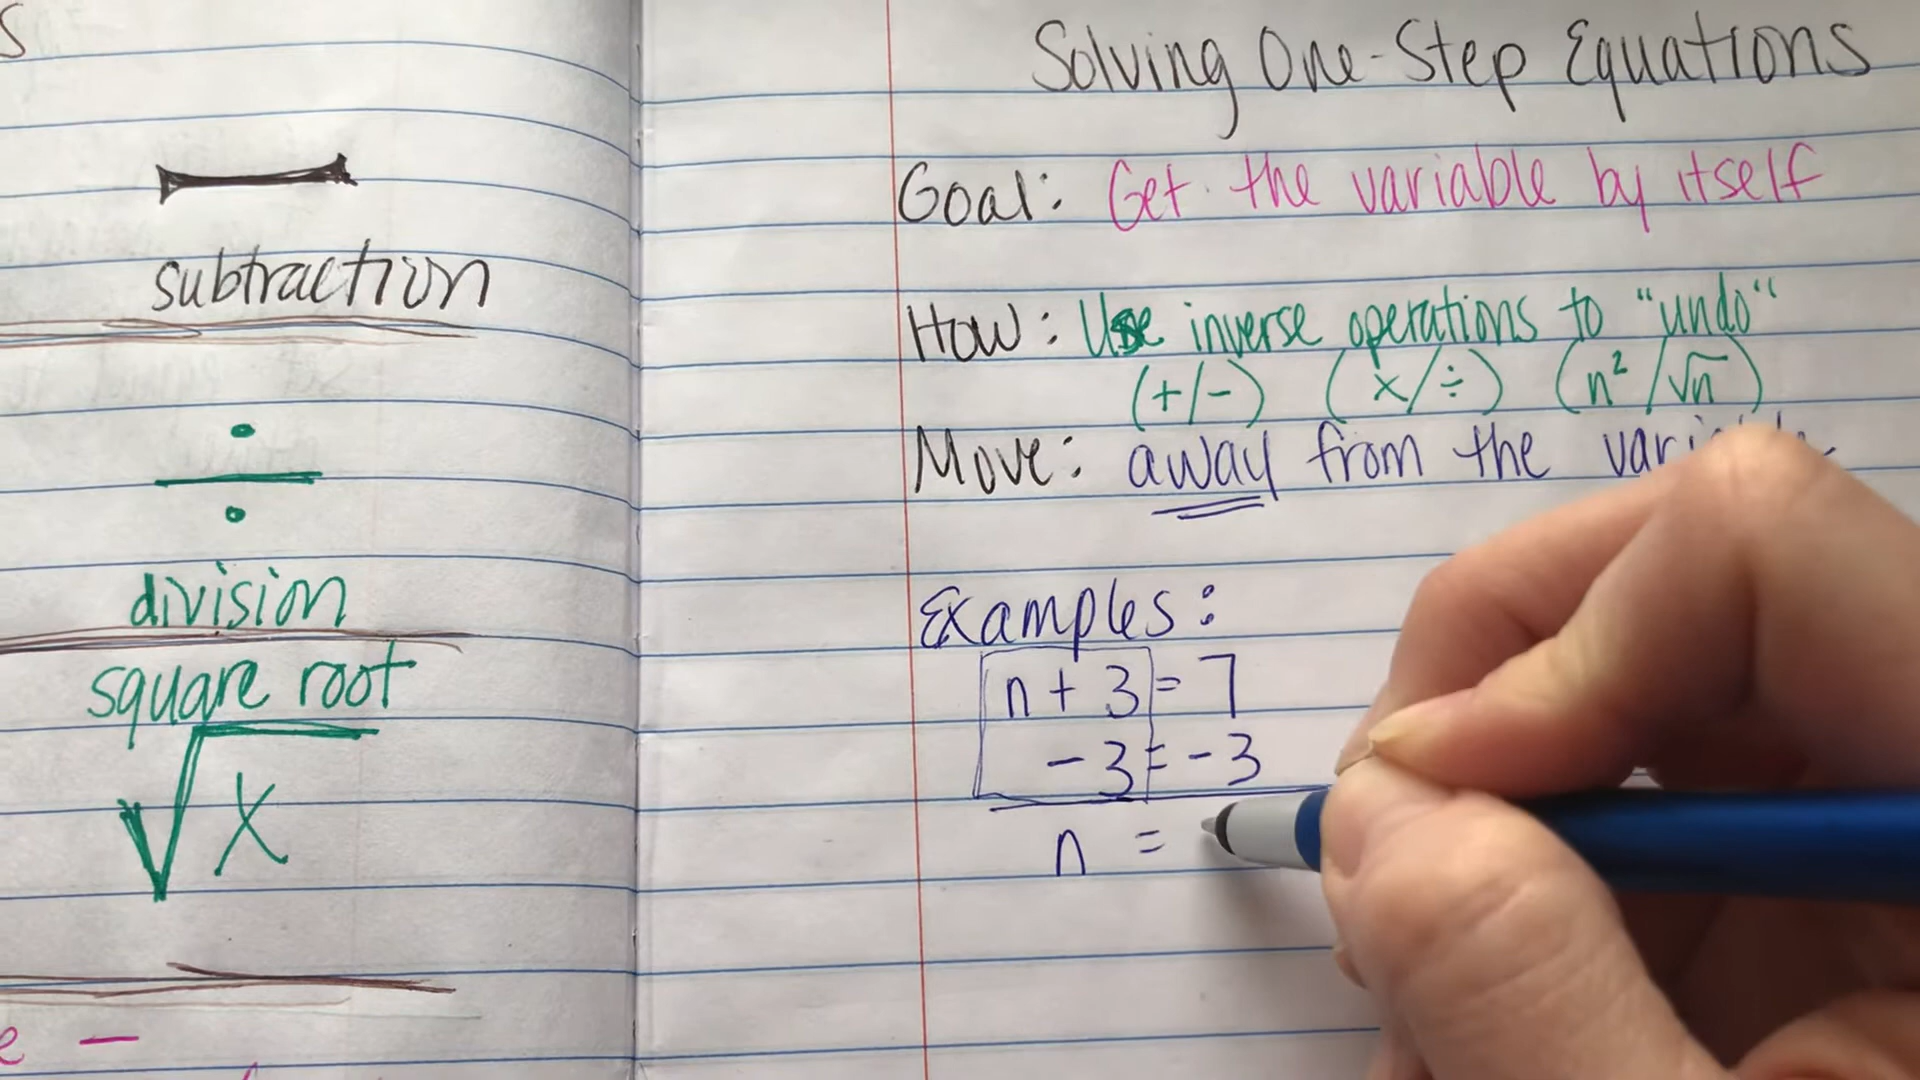 subtraction
÷
division
square root
√x
Solving One-Step Equations
Goal: Get the variable by itself
How: Use inverse operations to "undo"
(+/-) (x/÷) (n²/√n)
Move: away from the
Examples:
n + 3 = 7
- 3 = - 3
n =